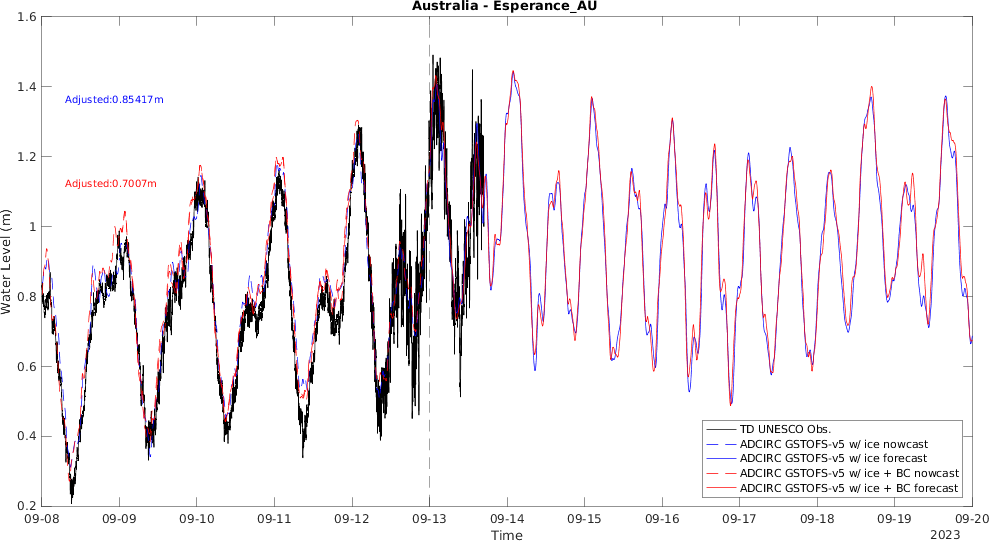 Australia - Esperance_AU
1.6
1.4
1.2
1
0.8
0.6
0.4
0.2
Water Level (m)
Adjusted:0.85417m
Adjusted:0.7007m
TD UNESCO Obs.
ADCIRC GSTOFS-v5 w/ ice nowcast
ADCIRC GSTOFS-v5 w/ ice forecast
ADCIRC GSTOFS-v5 w/ ice + BC nowcast
ADCIRC GSTOFS-v5 w/ ice + BC forecast
09-08 09-09 09-10 09-11 09-12 09-13 09-14 09-15 09-16 09-17 09-18 09-19 09-20
Time
2023